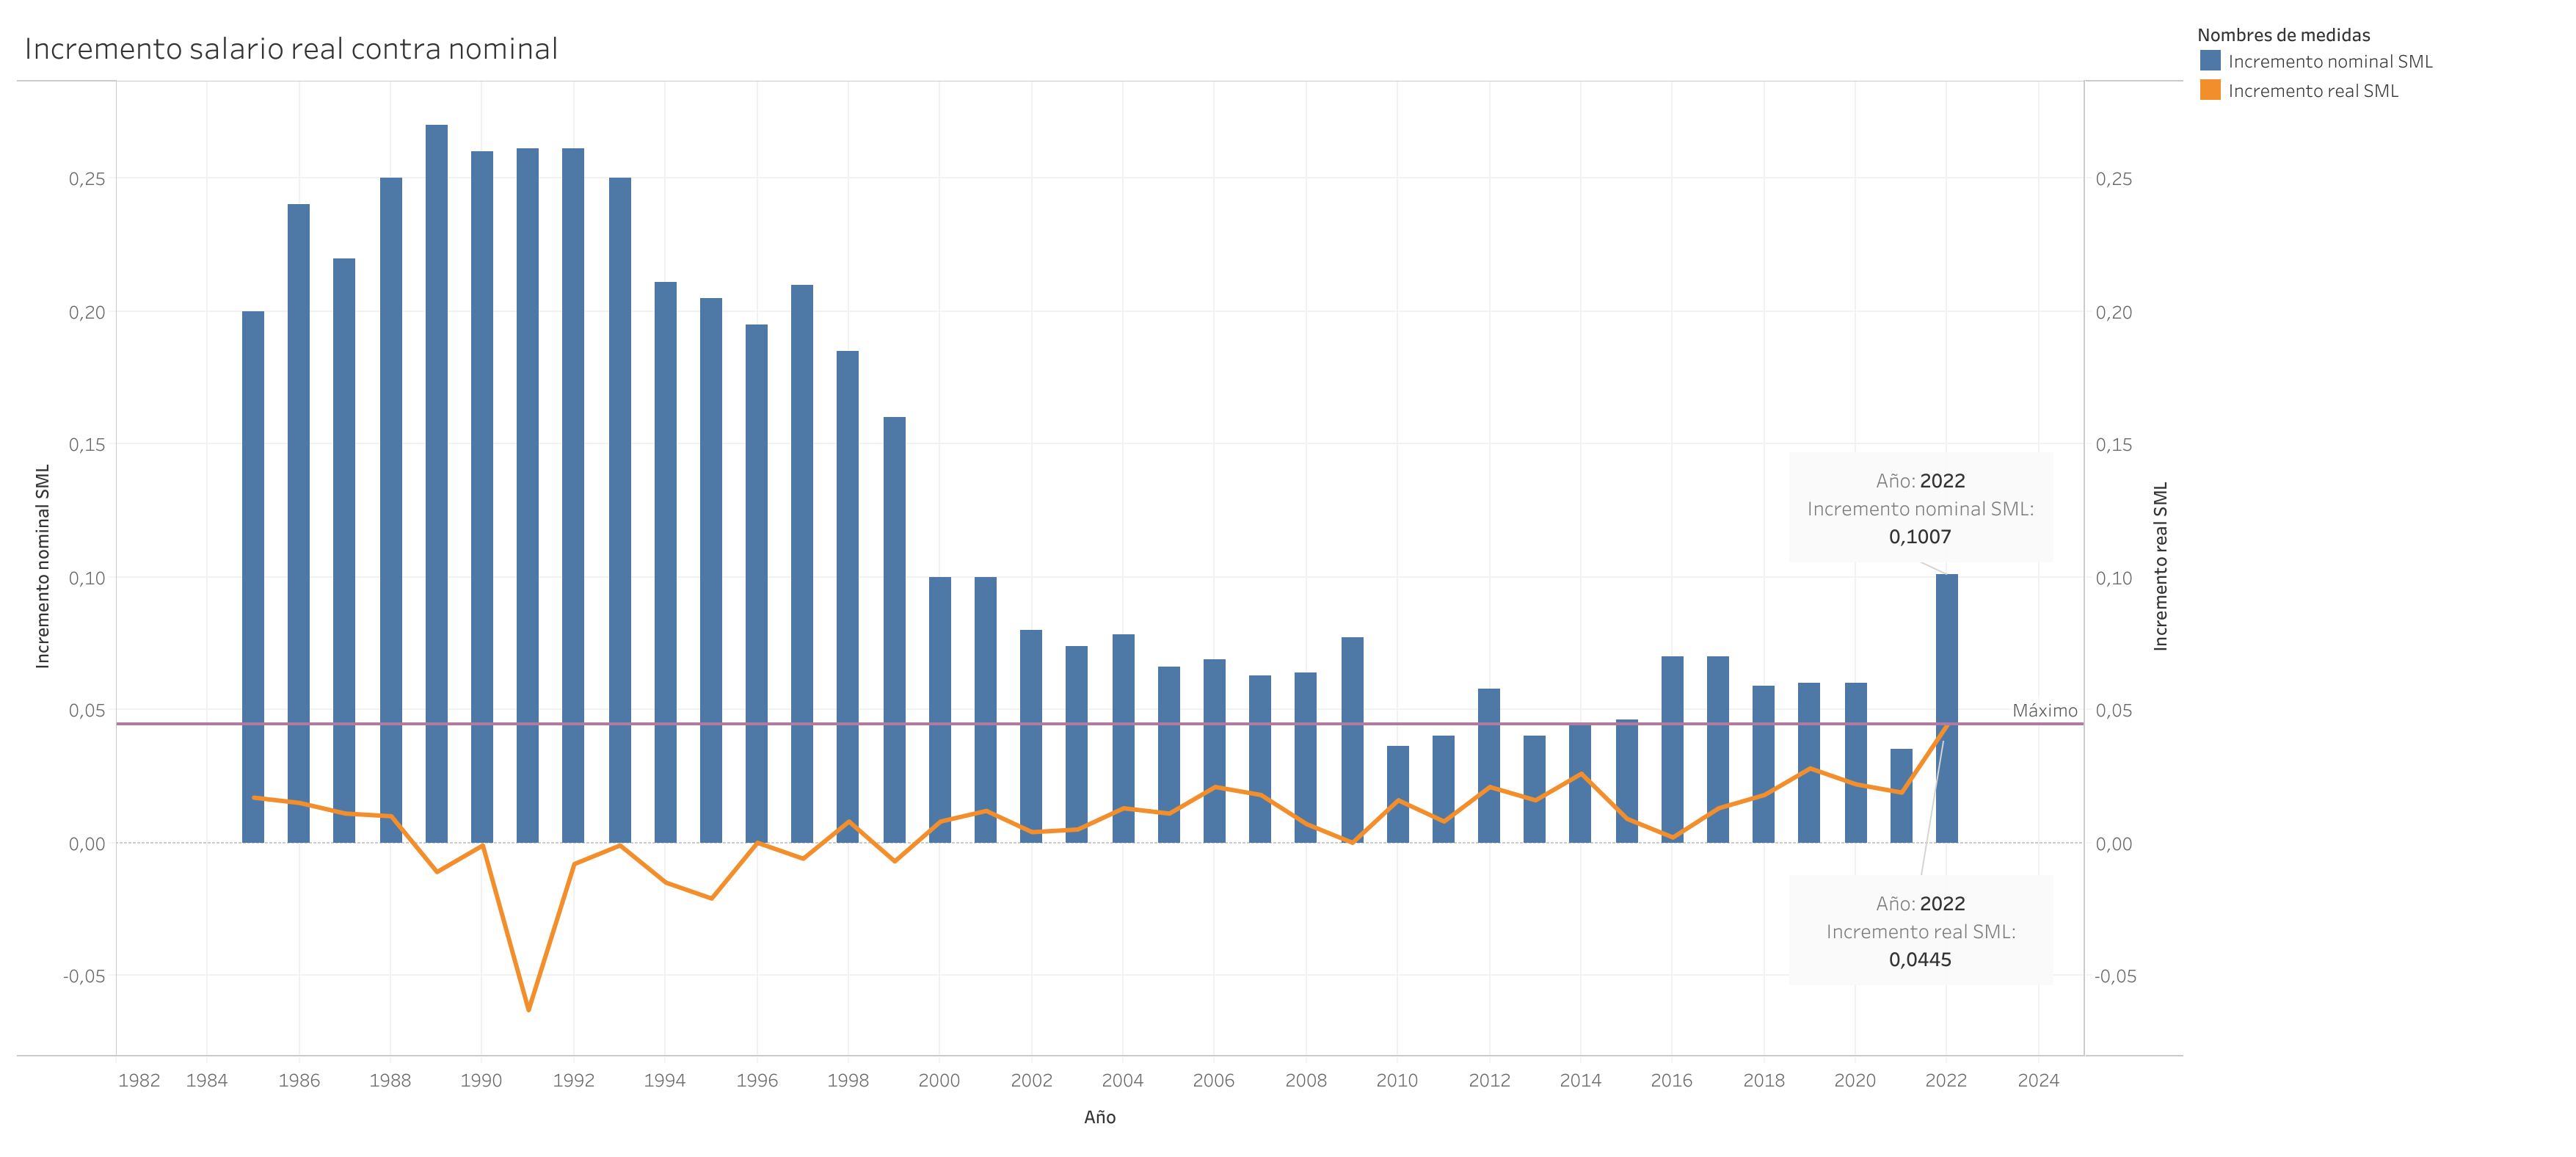 Incremento salario real contra nominal
Nombres de medidas
Incremento nominal SML
Incremento real SML
Incremento nominal SML
0,25
0,20
0,15
0,10
0,05
0,00
-0,05
Año: 2022
Incremento nominal SML:
0,1007
Máximo
Año: 2022
Incremento real SML:
0,0445
0,25
0,20
0,15
0,10
0,05
0,00
-0,05
Incremento real SML
1982 1984 1986 1988 1990 1992 1994 1996 1998 2000 2002 2004 2006 2008 2010 2012 2014 2016 2018 2020 2022 2024
Año